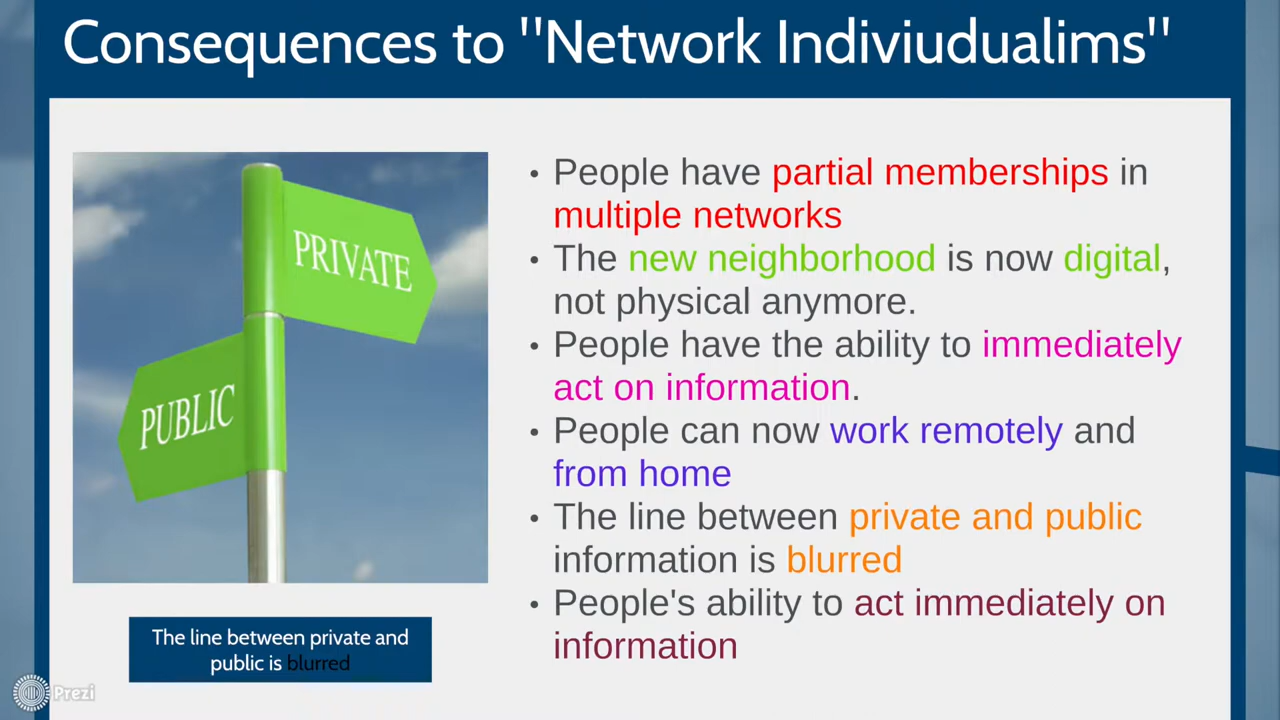 Consequences to "Network Indiviudualims"
PRIVATE
PUBLIC
The line between private and
public is blurred
• People have partial memberships in
multiple networks
• The new neighborhood is now digital,
not physical anymore.
• People have the ability to immediately
act on information.
• People can now work remotely and
from home
• The line between private and public
information is blurred
• People's ability to act immediately on
information
Prezi